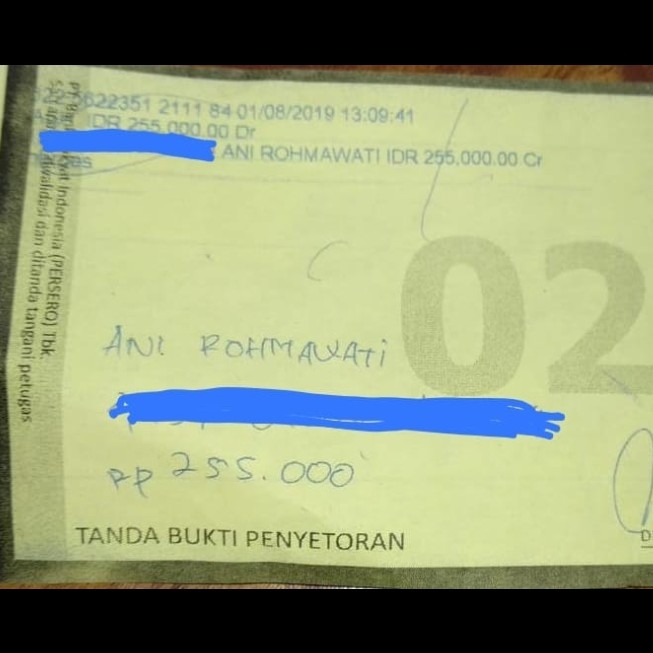 622351 2111 84 01/08/2019 13:09:41
IDR 255,000.00 Dr
ANI ROHMAWATI IDR 255,000.00 Cr
Indonesia (PERSERO) Tbk.
divalidasi dan ditanda tangani petugas
02
ANI ROHMAWATI
RP 255.000
TANDA BUKTI PENYETORAN
D